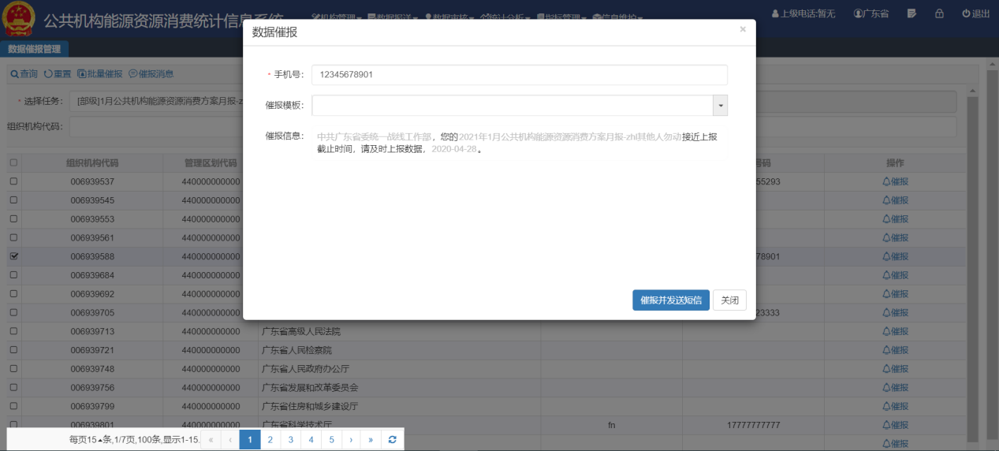 公共机构能源资源消费统计信息系统
机构管理 数据报送 数据审核 统计分析 指标管理 信息维护
上级电话:暂无 广东省 退出
数据催报管理
查询 重置 批量催报 催报消息
* 选择任务: [部级]1月公共机构能源资源消费方案月报-z
组织机构代码:
数据催报 ×
* 手机号: 12345678901
催报模板:
催报信息: 中共广东省委统一战线工作部，您的2021年1月公共机构能源资源消费方案月报-zh(其他人勿动接近上报
截止时间，请及时上报数据，2020-04-28。
催报并发送短信 关闭
组织机构代码 管理区划代码 号码 操作
006939537 440000000000 55293 催报
006939545 440000000000 催报
006939553 440000000000 催报
006939561 440000000000 催报
006939588 440000000000 78901 催报
006939684 440000000000 催报
006939692 440000000000 催报
006939705 440000000000 23333 催报
006939713 440000000000 广东省高级人民法院 催报
006939721 440000000000 广东省人民检察院 催报
006939748 440000000000 广东省人民政府办公厅 催报
006939756 440000000000 广东省发展和改革委员会 催报
006939799 440000000000 广东省住房和城乡建设厅 催报
006939801 440000000000 广东省科学技术厅 fn 17777777777 催报
催报
每页15条,1/7页,100条,显示1-15. « ‹ 1 2 3 4 5 › »